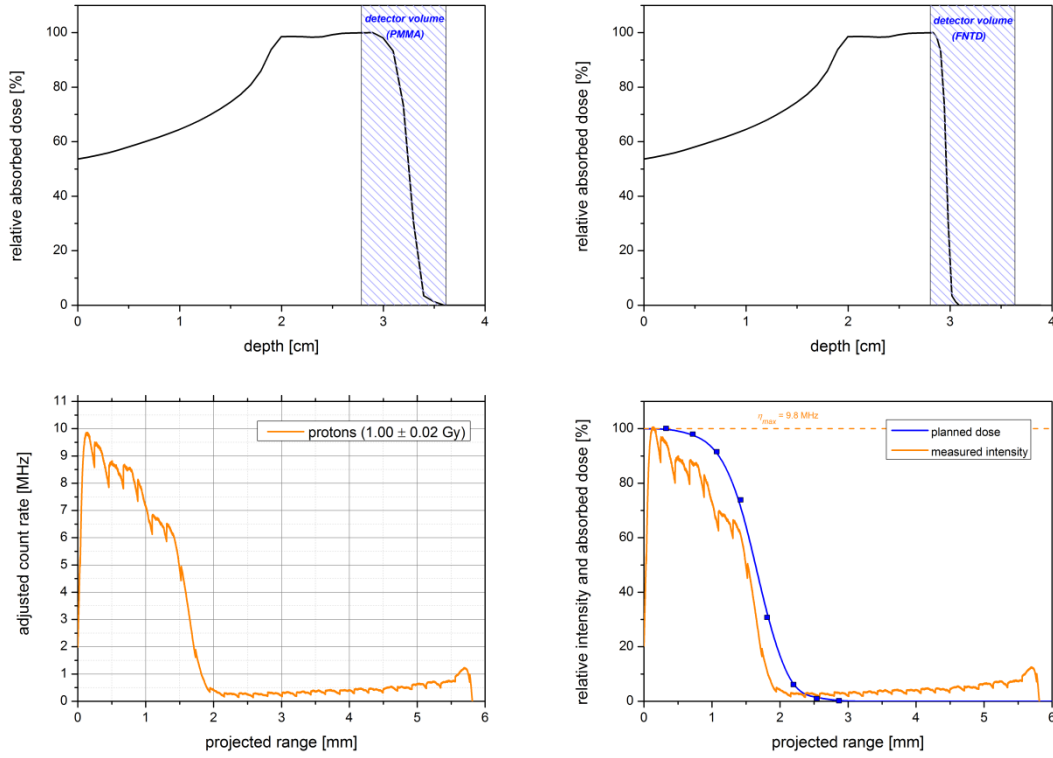 detector volume
(PMMA)
relative absorbed dose [%]
100
80
60
40
20
0
0 1 2 3 4
depth [cm]
detector volume
(FNTD)
relative absorbed dose [%]
100
80
60
40
20
0
0 1 2 3 4
depth [cm]
protons (1.00 ± 0.02 Gy)
adjusted count rate [MHz]
11
10
9
8
7
6
5
4
3
2
1
0
0 1 2 3 4 5 6
projected range [mm]
η_max = 9.8 MHz
planned dose
measured intensity
relative intensity and absorbed dose [%]
100
80
60
40
20
0
0 1 2 3 4 5 6
projected range [mm]